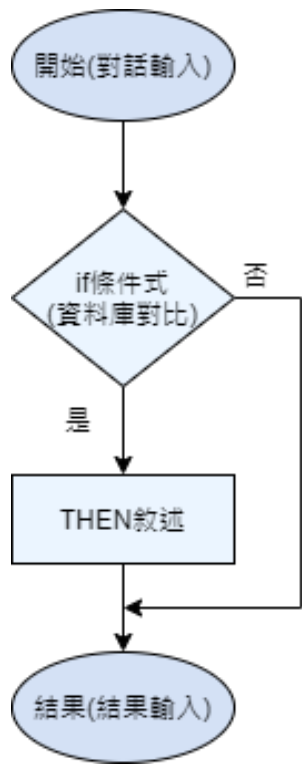 開始(對話輸入)
if條件式
(資料庫對比)
否
是
THEN敘述
結果(結果輸入)